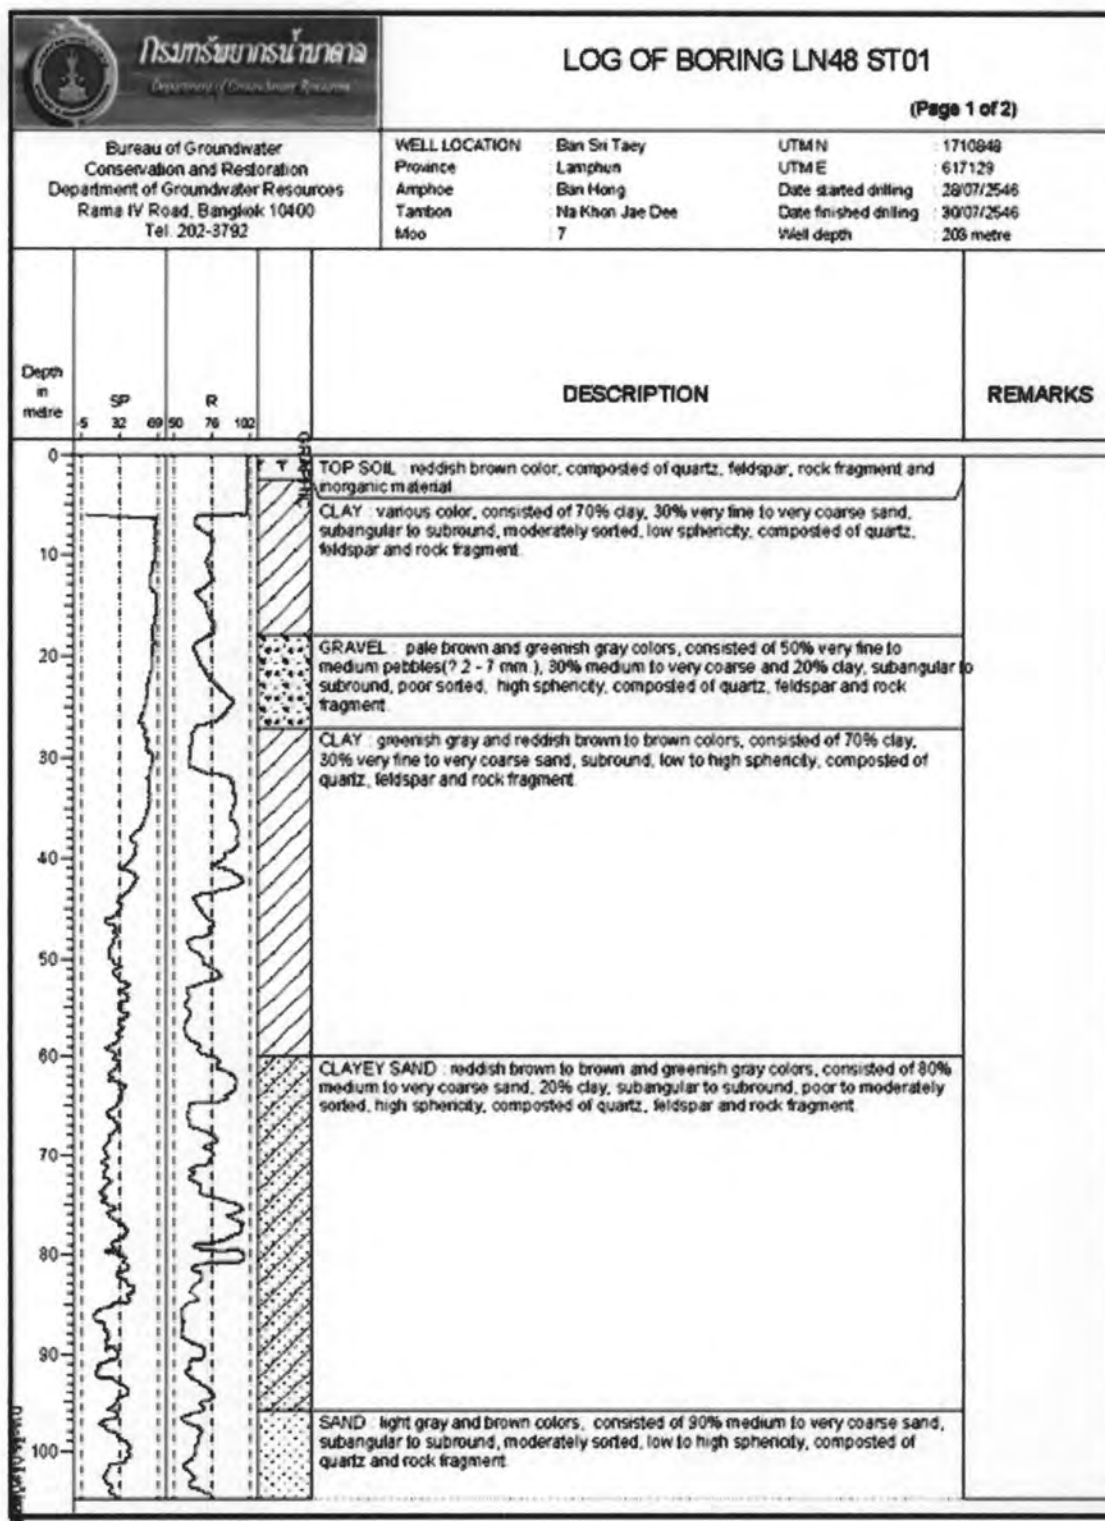 กรมทรัพยากรน้ำบาดาล
Department of Groundwater Resources
LOG OF BORING LN48 ST01
(Page 1 of 2)
Bureau of Groundwater
Conservation and Restoration
Department of Groundwater Resources
Rama IV Road, Bangkok 10400
Tel. 202-3792
WELL LOCATION : Ban Sri Taey
Province : Lamphun
Amphoe : Ban Hong
Tambon : Na Khon Jae Dee
Moo : 7
UTM N : 1710848
UTM E : 617129
Date started drilling : 28/07/2546
Date finished drilling : 30/07/2546
Well depth : 203 metre
Depth
in
metre
SP
-5 32 69
R
50 76 102
GRAPHIC
DESCRIPTION
REMARKS
0
10
20
30
40
50
60
70
80
90
100
TOP SOIL : reddish brown color, composted of quartz, feldspar, rock fragment and
inorganic material
CLAY : various color, consisted of 70% clay, 30% very fine to very coarse sand,
subangular to subround, moderately sorted, low sphericity, composted of quartz,
feldspar and rock fragment
GRAVEL : pale brown and greenish gray colors, consisted of 50% very fine to
medium pebbles(? 2 - 7 mm.), 30% medium to very coarse and 20% clay, subangular to
subround, poor sorted, high sphericity, composted of quartz, feldspar and rock
fragment
CLAY : greenish gray and reddish brown to brown colors, consisted of 70% clay,
30% very fine to very coarse sand, subround, low to high sphericity, composted of
quartz, feldspar and rock fragment
CLAYEY SAND : reddish brown to brown and greenish gray colors, consisted of 80%
medium to very coarse sand, 20% clay, subangular to subround, poor to moderately
sorted, high sphericity, composted of quartz, feldspar and rock fragment
SAND : light gray and brown colors, consisted of 90% medium to very coarse sand,
subangular to subround, moderately sorted, low to high sphericity, composted of
quartz and rock fragment